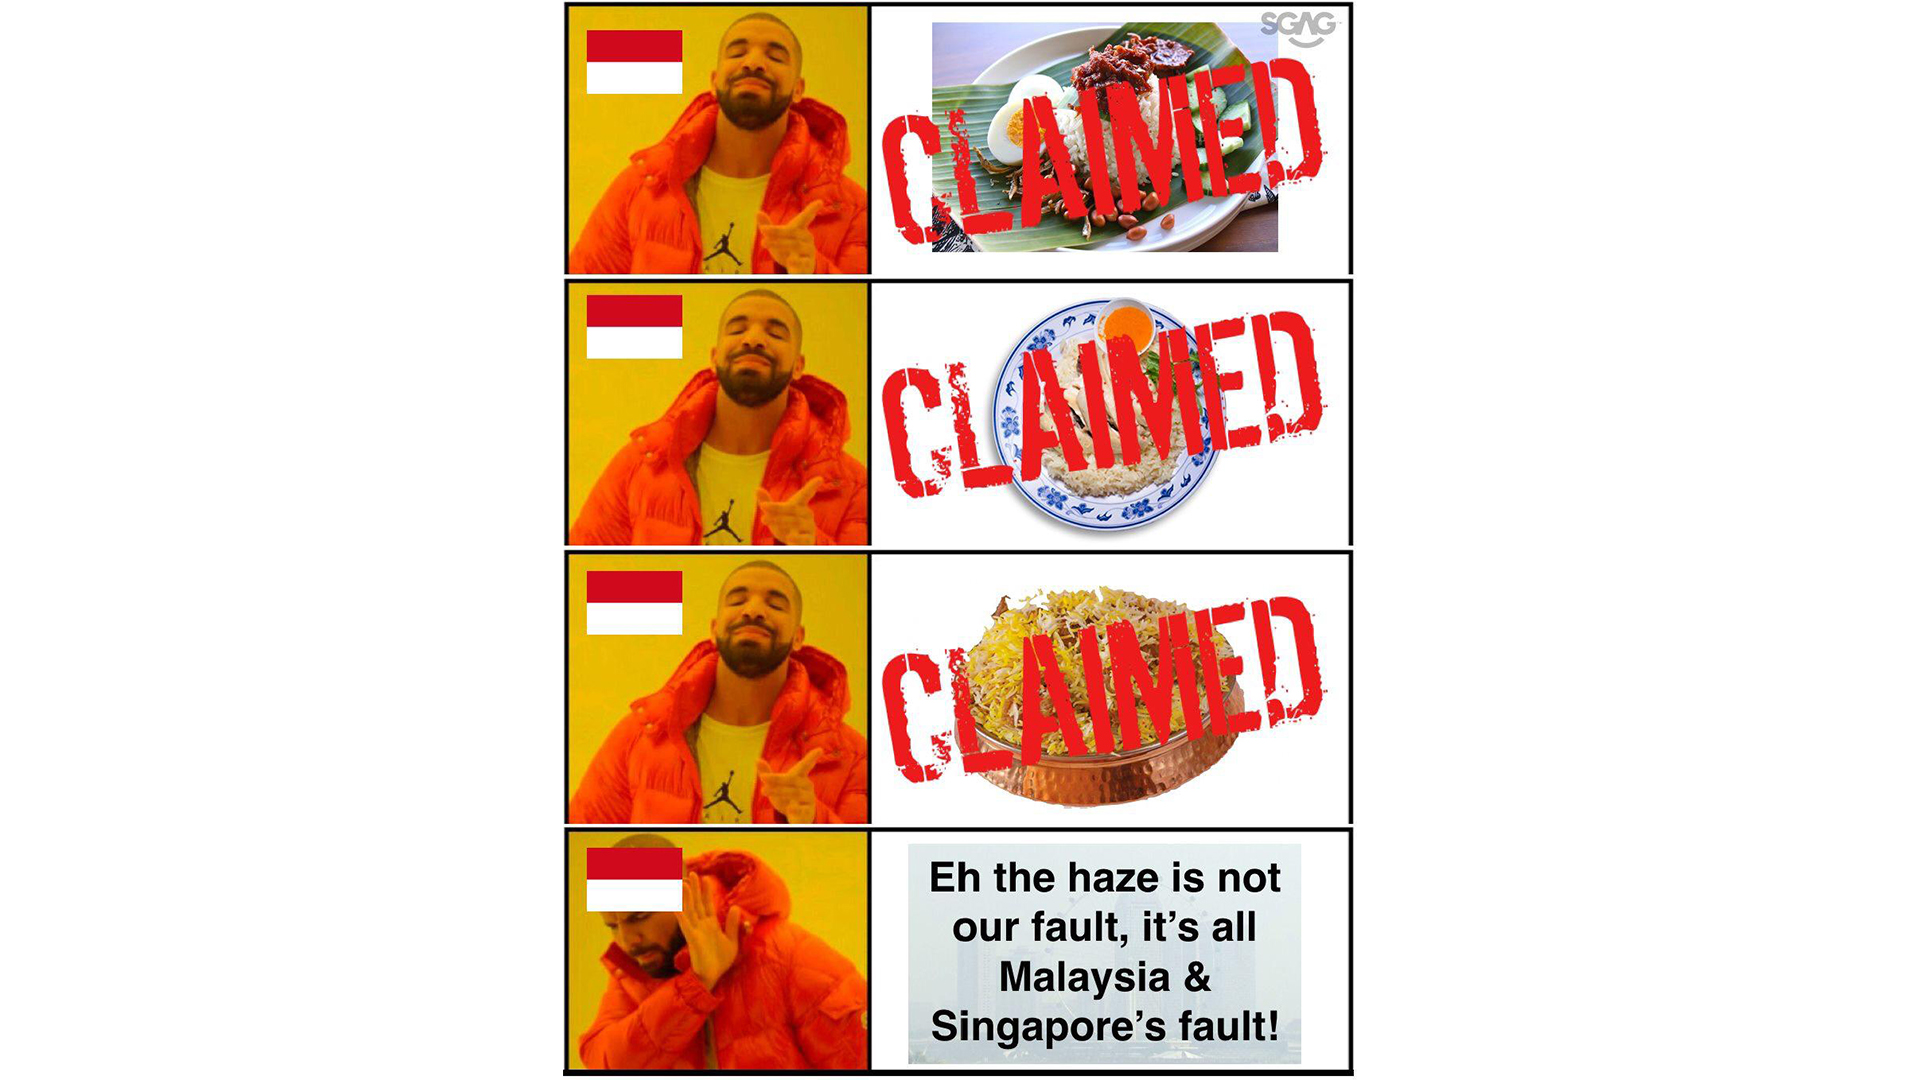 SGAG
CLAIMED
CLAIMED
CLAIMED
Eh the haze is not
our fault, it’s all
Malaysia &
Singapore’s fault!